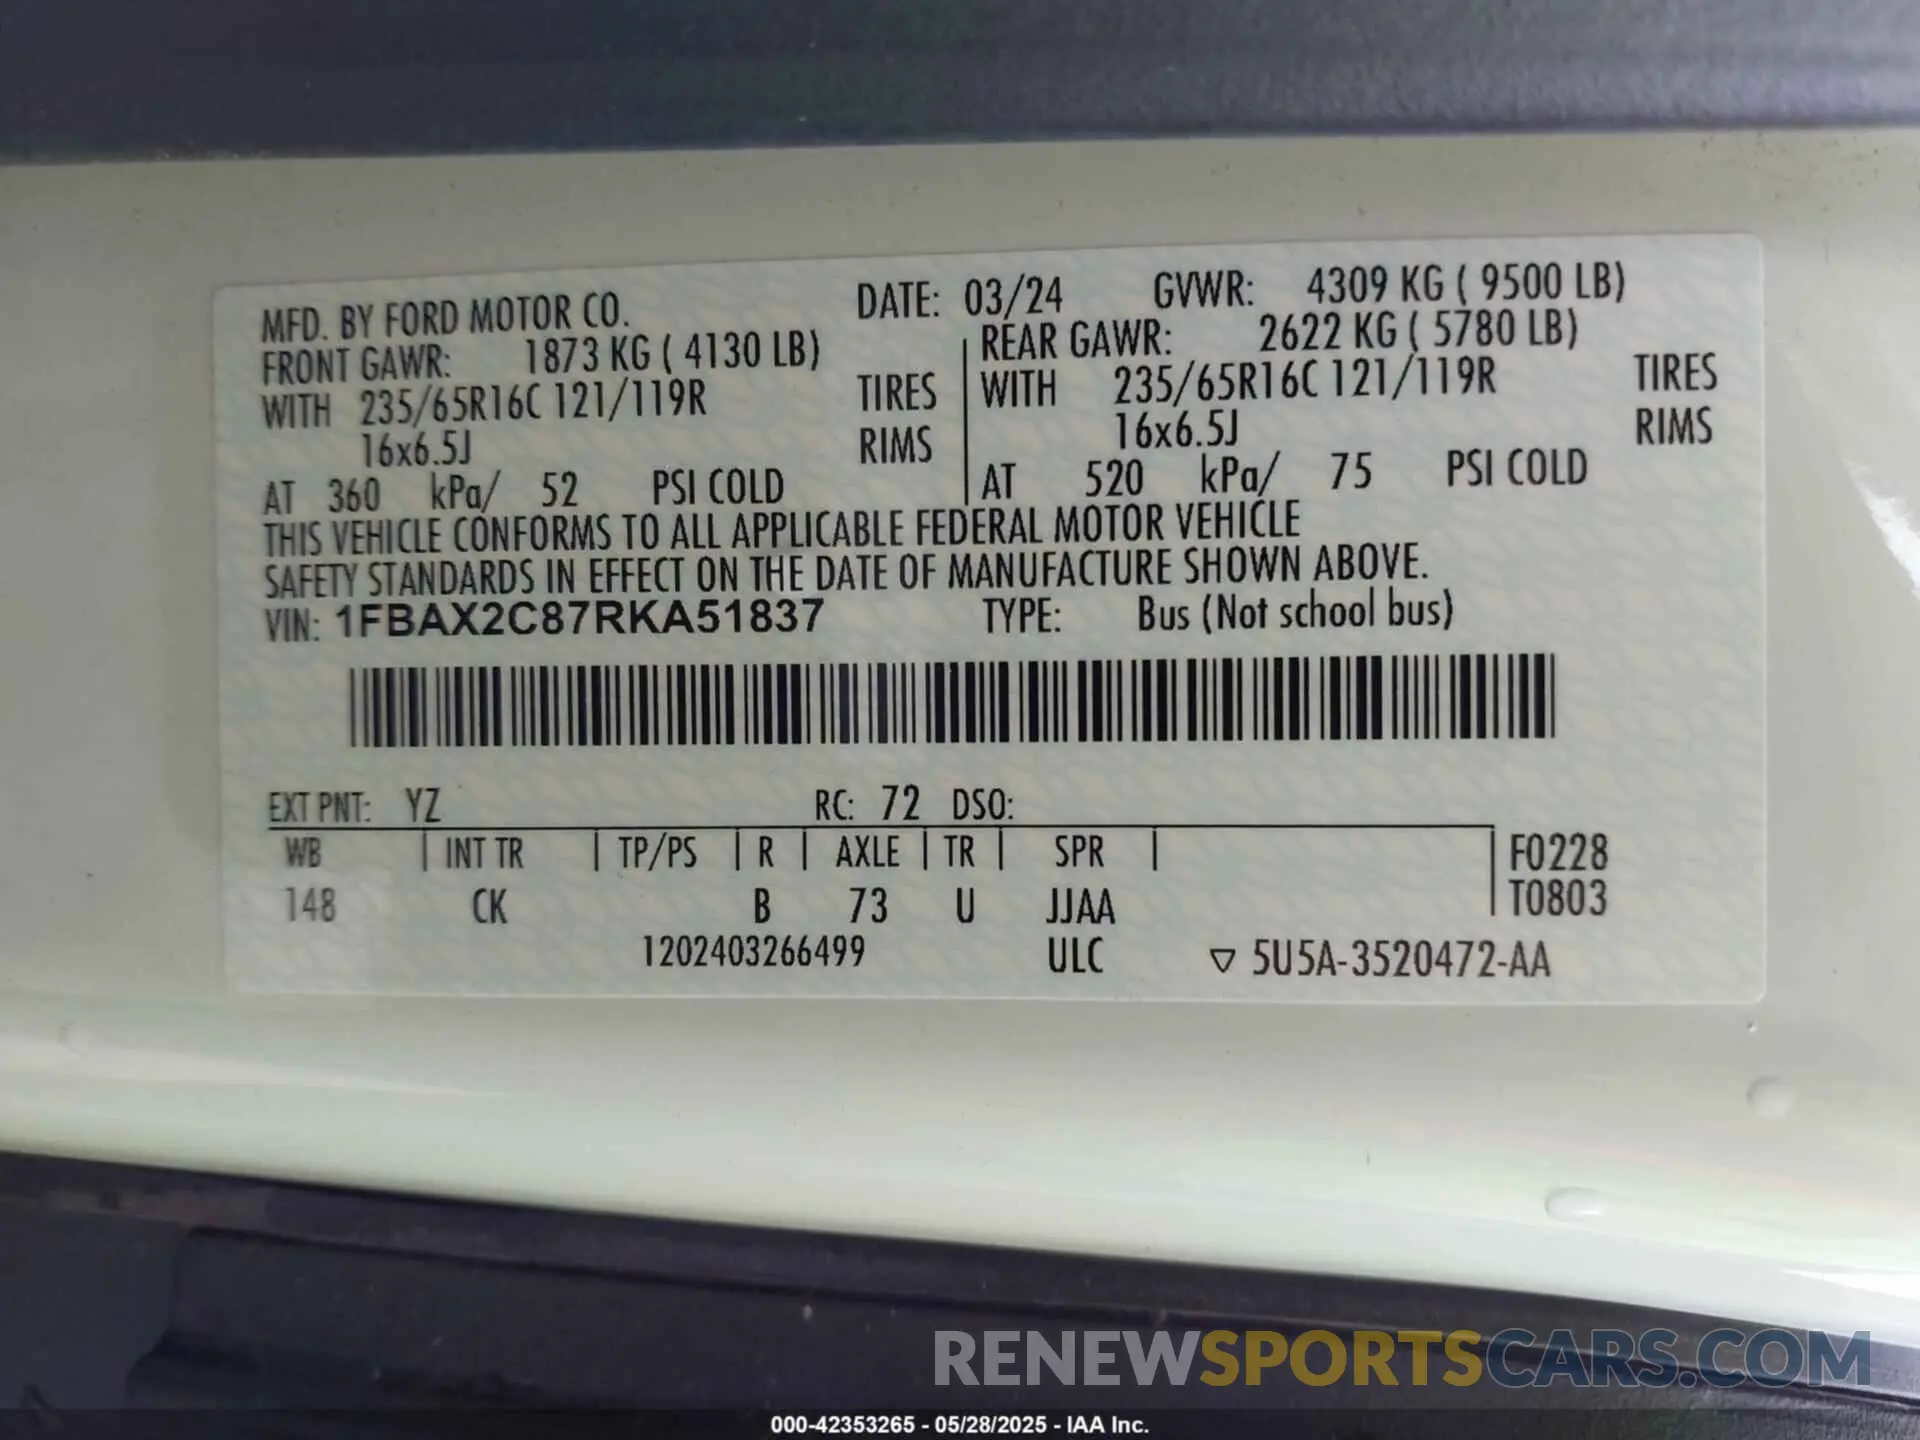 MFD. BY FORD MOTOR CO. DATE: 03/24 GVWR: 4309 KG ( 9500 LB)
FRONT GAWR: 1873 KG ( 4130 LB) REAR GAWR: 2622 KG ( 5780 LB)
WITH 235/65R16C 121/119R TIRES WITH 235/65R16C 121/119R TIRES
16x6.5J RIMS 16x6.5J RIMS
AT 360 kPa/ 52 PSI COLD AT 520 kPa/ 75 PSI COLD
THIS VEHICLE CONFORMS TO ALL APPLICABLE FEDERAL MOTOR VEHICLE
SAFETY STANDARDS IN EFFECT ON THE DATE OF MANUFACTURE SHOWN ABOVE.
VIN: 1FBAX2C87RKA51837 TYPE: Bus (Not school bus)
EXT PNT: YZ RC: 72 DSO:
WB | INT TR | TP/PS | R | AXLE | TR | SPR | F0228
148 CK B 73 U JJAA T0803
1202403266499 ULC ▽ 5U5A-3520472-AA
RENEWSPORTSCARS.COM
000-42353265 - 05/28/2025 - IAA Inc.